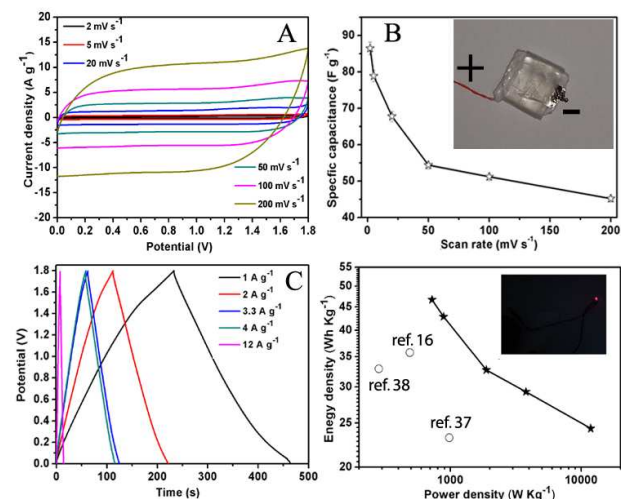 A
2 mV s-1
5 mV s-1
20 mV s-1
50 mV s-1
100 mV s-1
200 mV s-1
Current density (A g-1)
25
20
15
10
5
0
-5
-10
-15
-20
0.0 0.2 0.4 0.6 0.8 1.0 1.2 1.4 1.6 1.8
Potential (V)
B
+
-
Specfic capacitance (F g-1)
90
80
70
60
50
40
0 50 100 150 200
Scan rate (mV s-1)
C
1 A g-1
2 A g-1
3.3 A g-1
4 A g-1
12 A g-1
Potential (V)
1.8
1.6
1.4
1.2
1.0
0.8
0.6
0.4
0.2
0.0
0 100 200 300 400 500
Time (s)
Enegy density (Wh Kg-1)
55
50
45
40
35
30
25
20
ref. 16
ref. 38
ref. 37
1000 10000
Power density (W Kg-1)